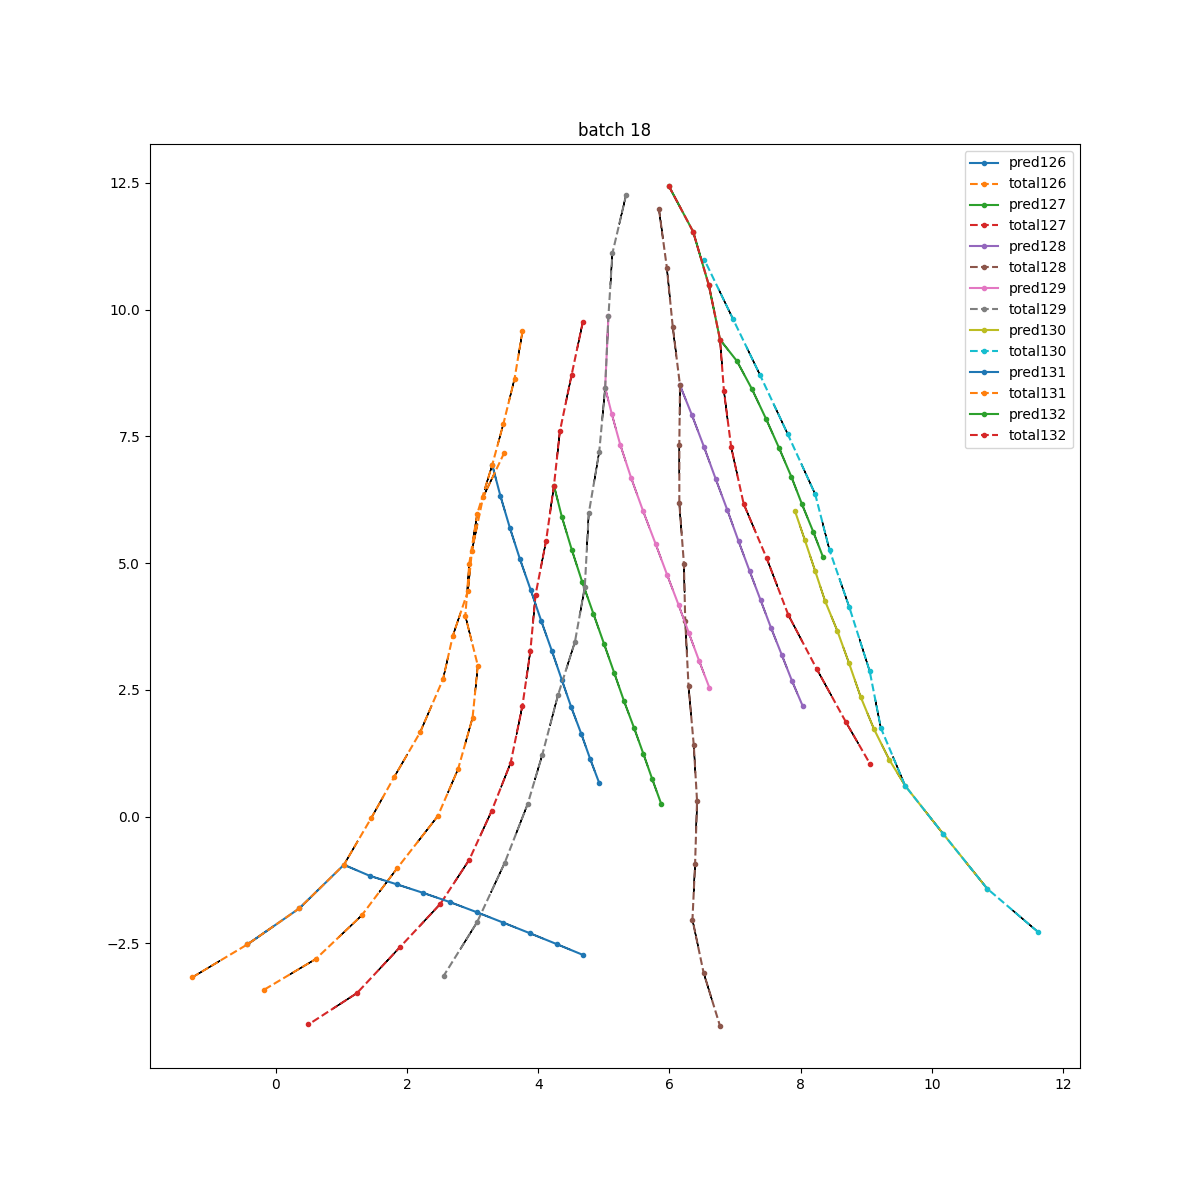 batch 18
pred126
total126
pred127
total127
pred128
total128
pred129
total129
pred130
total130
pred131
total131
pred132
total132
12.5
10.0
7.5
5.0
2.5
0.0
−2.5
0 2 4 6 8 10 12